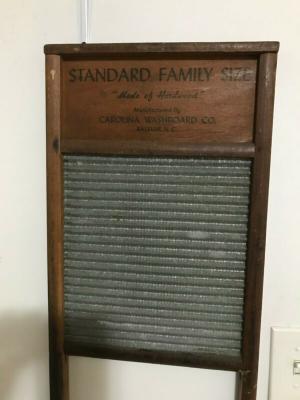 STANDARD FAMILY SIZE
"Made of Hardwood"
Manufactured By
CAROLINA WASHBOARD CO.
RALEIGH, N. C.